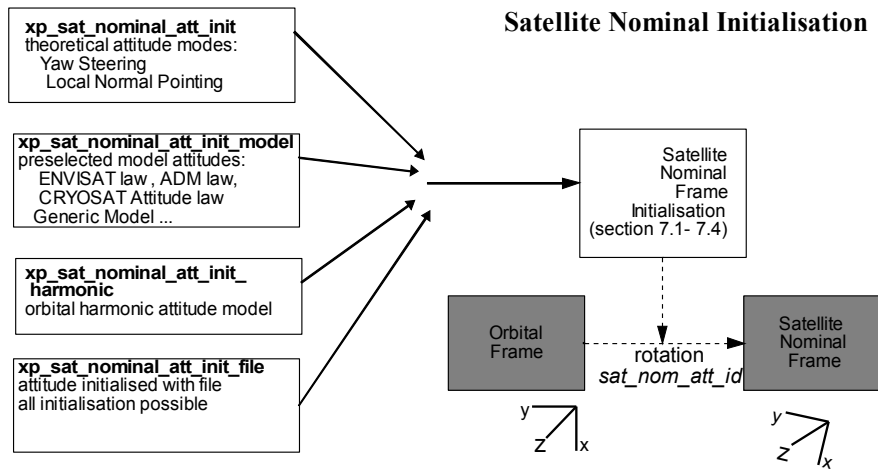 Satellite Nominal Initialisation
xp_sat_nominal_att_init
theoretical attitude modes:
Yaw Steering
Local Normal Pointing
xp_sat_nominal_att_init_model
preselected model attitudes:
ENVISAT law , ADM law,
CRYOSAT Attitude law
Generic Model ...
xp_sat_nominal_att_init_
harmonic
orbital harmonic attitude model
xp_sat_nominal_att_init_file
attitude initialised with file
all initialisation possible
Satellite
Nominal
Frame
Initialisation
(section 7.1- 7.4)
Orbital
Frame
rotation
sat_nom_att_id
Satellite
Nominal
Frame
y
z
x
y
z
x